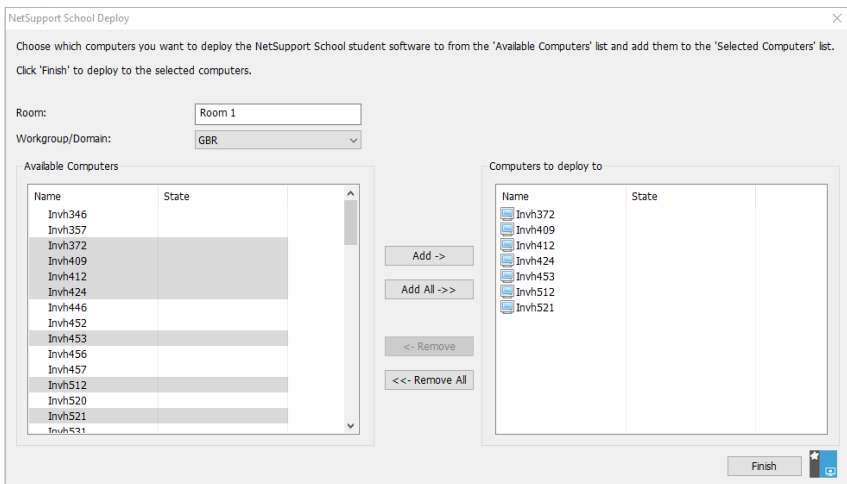 NetSupport School Deploy
Choose which computers you want to deploy the NetSupport School student software to from the 'Available Computers' list and add them to the 'Selected Computers' list.
Click 'Finish' to deploy to the selected computers.
Room:
Room 1
Workgroup/Domain:
GBR
Available Computers
Name State
Invh346
Invh357
Invh372
Invh409
Invh412
Invh424
Invh446
Invh452
Invh453
Invh456
Invh457
Invh512
Invh520
Invh521
Invh531
Add ->
Add All ->>
<- Remove
<<- Remove All
Computers to deploy to
Name State
Invh372
Invh409
Invh412
Invh424
Invh453
Invh512
Invh521
Finish